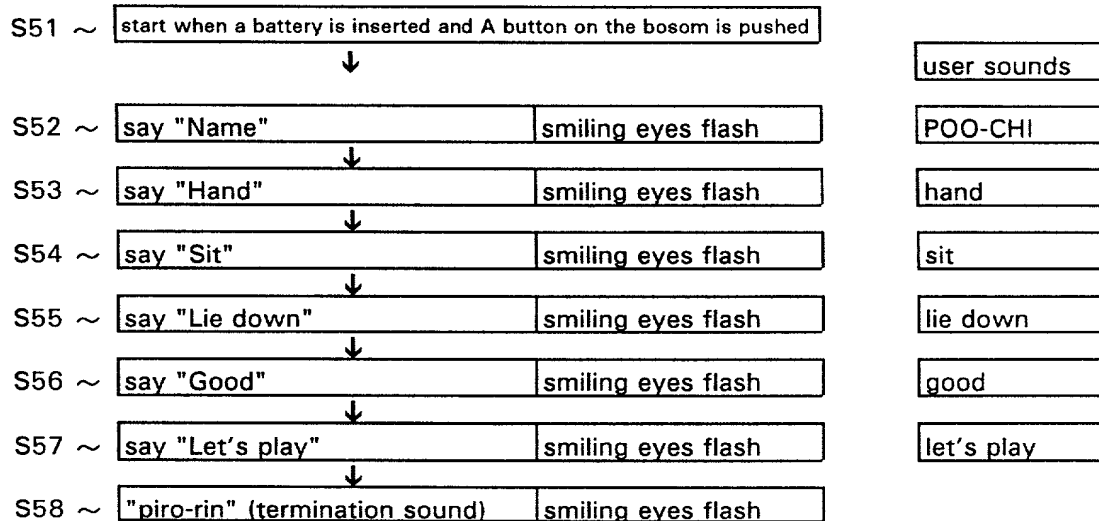 S51 ~ start when a battery is inserted and A button on the bosom is pushed
user sounds
S52 ~ say "Name" smiling eyes flash POO-CHI
S53 ~ say "Hand" smiling eyes flash hand
S54 ~ say "Sit" smiling eyes flash sit
S55 ~ say "Lie down" smiling eyes flash lie down
S56 ~ say "Good" smiling eyes flash good
S57 ~ say "Let's play" smiling eyes flash let's play
S58 ~ "piro-rin" (termination sound) smiling eyes flash